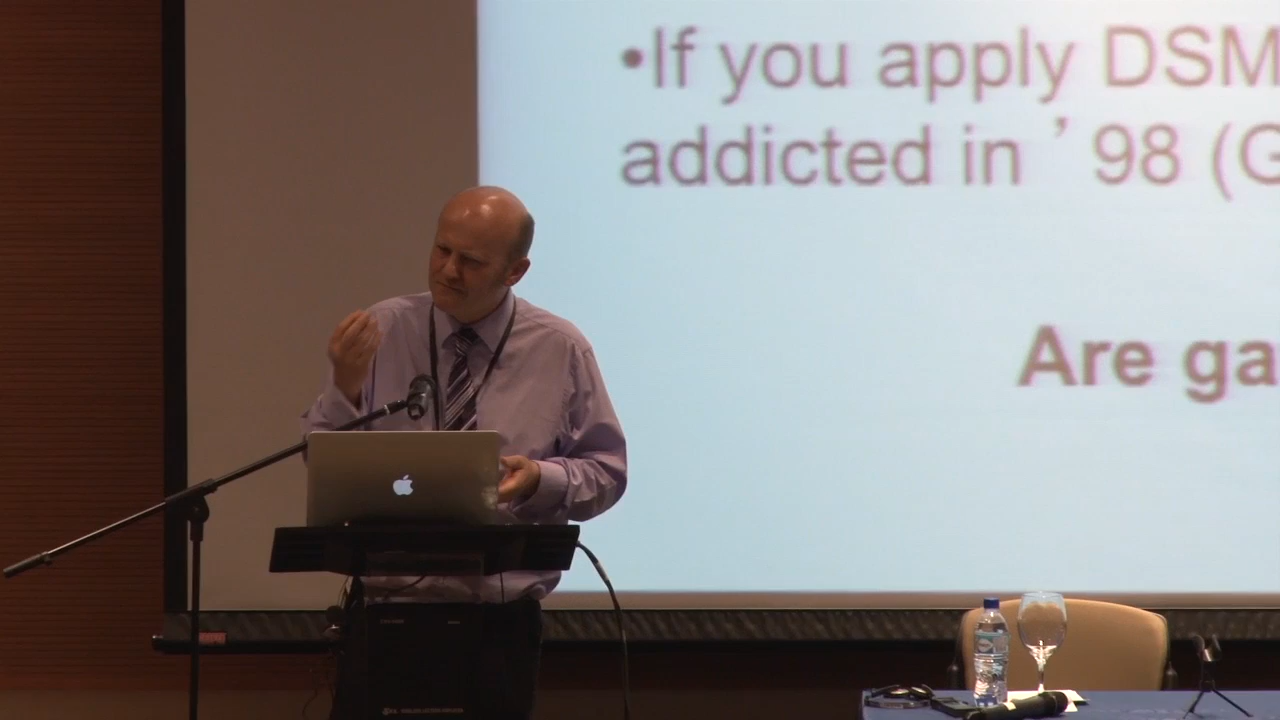 •If you apply DSM
addicted in ’98 (G
Are ga